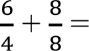 6/4 + 8/8 =